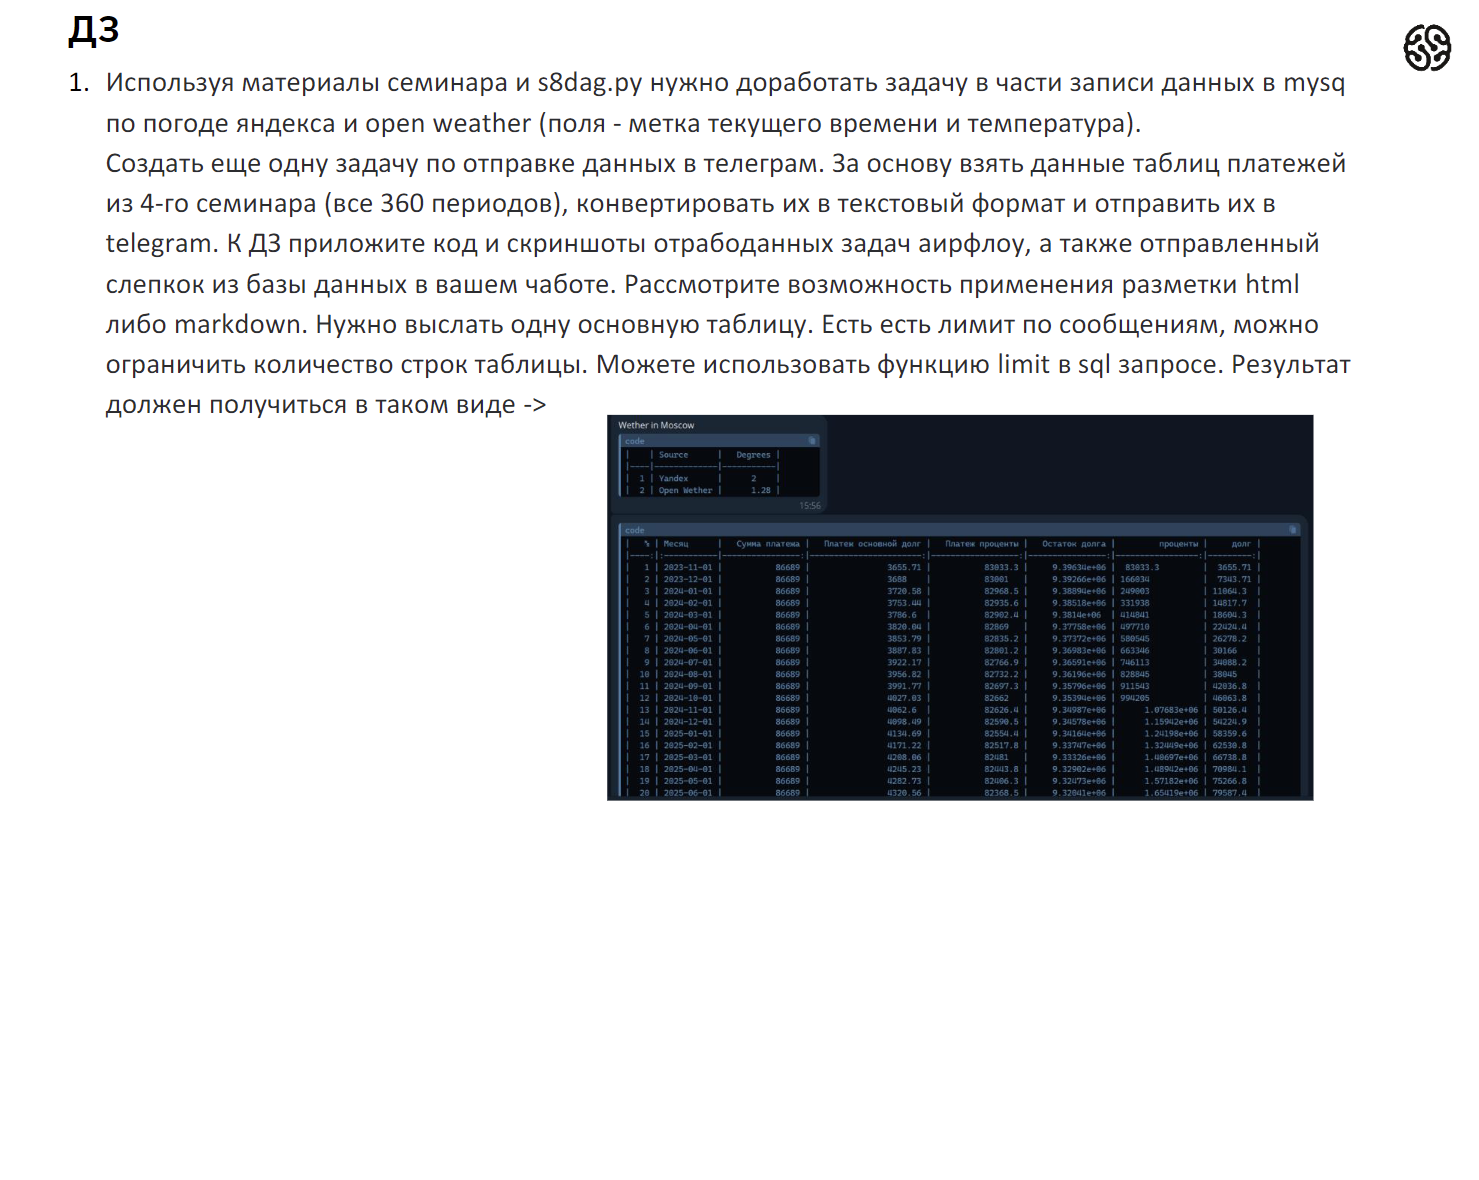 ДЗ
1. Используя материалы семинара и s8dag.py нужно доработать задачу в части записи данных в mysq
по погоде яндекса и open weather (поля - метка текущего времени и температура).
Создать еще одну задачу по отправке данных в телеграм. За основу взять данные таблиц платежей
из 4-го семинара (все 360 периодов), конвертировать их в текстовый формат и отправить их в
telegram. К ДЗ приложите код и скриншоты отрабоданных задач аирфлоу, а также отправленный
слепкок из базы данных в вашем чаботе. Рассмотрите возможность применения разметки html
либо markdown. Нужно выслать одну основную таблицу. Есть есть лимит по сообщениям, можно
ограничить количество строк таблицы. Можете использовать функцию limit в sql запросе. Результат
должен получиться в таком виде ->
Wether in Moscow
code
| | Source | Degrees |
|----|-------------|-----------|
| 1 | Yandex | 2 |
| 2 | Open Wether | 1.28 |
15:56
code
| % | Месяц | Сумма платежа | Платеж основной долг | Платеж проценты | Остаток долга | проценты | долг |
| 1 | 2023-11-01 | 86689 | 3655.71 | 83033.3 | 9.39634e+06 | 83033.3 | 3655.71 |
| 2 | 2023-12-01 | 86689 | 3688 | 83001 | 9.39266e+06 | 166034 | 7343.71 |
| 3 | 2024-01-01 | 86689 | 3720.58 | 82968.5 | 9.38894e+06 | 249003 | 11064.3 |
| 4 | 2024-02-01 | 86689 | 3753.44 | 82935.6 | 9.38518e+06 | 331938 | 14817.7 |
| 5 | 2024-03-01 | 86689 | 3786.6 | 82902.4 | 9.3814e+06 | 414841 | 18604.3 |
| 6 | 2024-04-01 | 86689 | 3820.04 | 82869 | 9.37758e+06 | 497710 | 22424.4 |
| 7 | 2024-05-01 | 86689 | 3853.79 | 82835.2 | 9.37372e+06 | 580545 | 26278.2 |
| 8 | 2024-06-01 | 86689 | 3887.83 | 82801.2 | 9.36983e+06 | 663346 | 30166 |
| 9 | 2024-07-01 | 86689 | 3922.17 | 82766.9 | 9.36591e+06 | 746113 | 34088.2 |
| 10 | 2024-08-01 | 86689 | 3956.82 | 82732.2 | 9.36196e+06 | 828845 | 38045 |
| 11 | 2024-09-01 | 86689 | 3991.77 | 82697.3 | 9.35796e+06 | 911543 | 42036.8 |
| 12 | 2024-10-01 | 86689 | 4027.03 | 82662 | 9.35394e+06 | 994205 | 46063.8 |
| 13 | 2024-11-01 | 86689 | 4062.6 | 82626.4 | 9.34987e+06 | 1.07683e+06 | 50126.4 |
| 14 | 2024-12-01 | 86689 | 4098.49 | 82590.5 | 9.34578e+06 | 1.15942e+06 | 54224.9 |
| 15 | 2025-01-01 | 86689 | 4134.69 | 82554.4 | 9.34164e+06 | 1.24198e+06 | 58359.6 |
| 16 | 2025-02-01 | 86689 | 4171.22 | 82517.8 | 9.33747e+06 | 1.32449e+06 | 62530.8 |
| 17 | 2025-03-01 | 86689 | 4208.06 | 82481 | 9.33326e+06 | 1.40697e+06 | 66738.8 |
| 18 | 2025-04-01 | 86689 | 4245.23 | 82443.8 | 9.32902e+06 | 1.48942e+06 | 70984.1 |
| 19 | 2025-05-01 | 86689 | 4282.73 | 82406.3 | 9.32473e+06 | 1.57182e+06 | 75266.8 |
| 20 | 2025-06-01 | 86689 | 4320.56 | 82368.5 | 9.32041e+06 | 1.65419e+06 | 79587.4 |